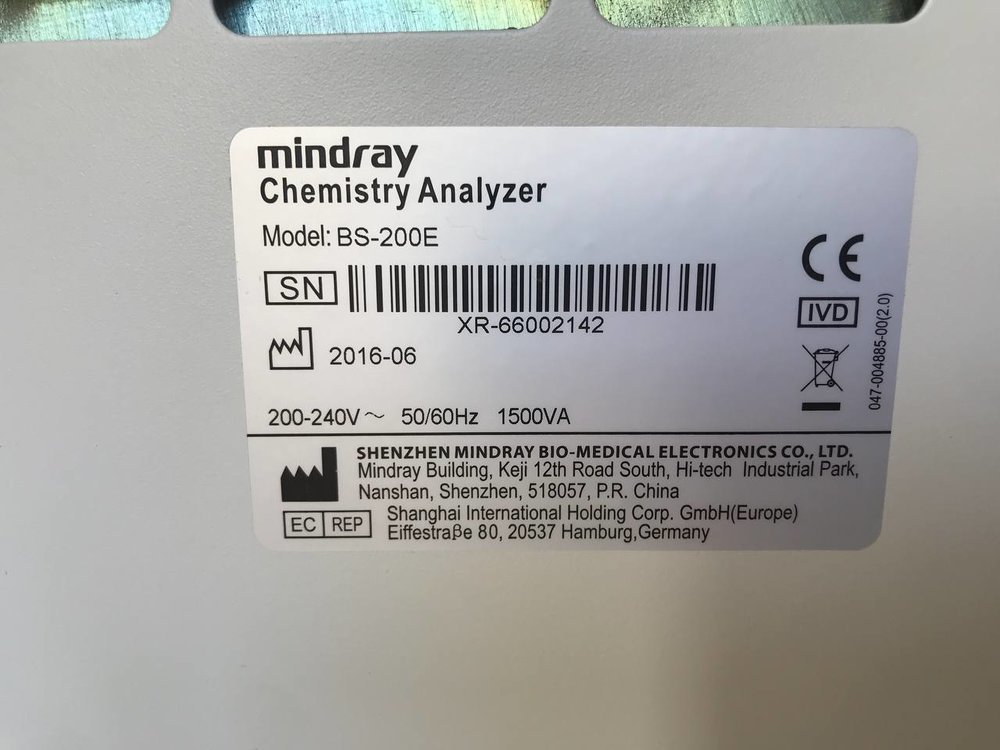 mindray
Chemistry Analyzer
Model: BS-200E
SN
XR-66002142
2016-06
200-240V～ 50/60Hz 1500VA
CE
IVD
047-004885-00(2.0)
SHENZHEN MINDRAY BIO-MEDICAL ELECTRONICS CO., LTD.
Mindray Building, Keji 12th Road South, Hi-tech Industrial Park,
Nanshan, Shenzhen, 518057, P.R. China
EC REP
Shanghai International Holding Corp. GmbH(Europe)
Eiffestraβe 80, 20537 Hamburg,Germany